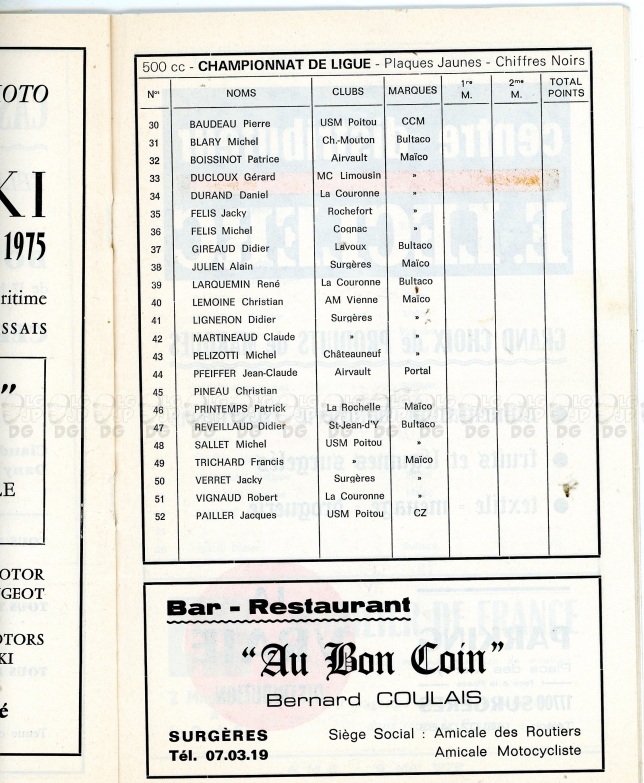 OTO
KI
1975
ritime
ESSAIS
”
LE
OTOR
UGEOT
OTORS
KI
é
500 cc - CHAMPIONNAT DE LIGUE - Plaques Jaunes - Chiffres Noirs
Nos NOMS CLUBS MARQUES 1re M. 2me M. TOTAL POINTS
30 BAUDEAU Pierre USM Poitou CCM
31 BLARY Michel Ch.-Mouton Bultaco
32 BOISSINOT Patrice Airvault Maïco
33 DUCLOUX Gérard MC Limousin »
34 DURAND Daniel La Couronne »
35 FELIS Jacky Rochefort »
36 FELIS Michel Cognac »
37 GIREAUD Didier Lavoux Bultaco
38 JULIEN Alain Surgères Maïco
39 LARQUEMIN René La Couronne Bultaco
40 LEMOINE Christian AM Vienne Maïco
41 LIGNERON Didier Surgères »
42 MARTINEAUD Claude » »
43 PELIZOTTI Michel Châteauneuf »
44 PFEIFFER Jean-Claude Airvault Portal
45 PINEAU Christian
46 PRINTEMPS Patrick La Rochelle Maïco
47 REVEILLAUD Didier St-Jean-d'Y Bultaco
48 SALLET Michel USM Poitou »
49 TRICHARD Francis » Maïco
50 VERRET Jacky Surgères »
51 VIGNAUD Robert La Couronne »
52 PAILLER Jacques USM Poitou CZ
Bar - Restaurant
“Au Bon Coin”
Bernard COULAIS
SURGÈRES Siège Social : Amicale des Routiers
Tél. 07.03.19 Amicale Motocycliste